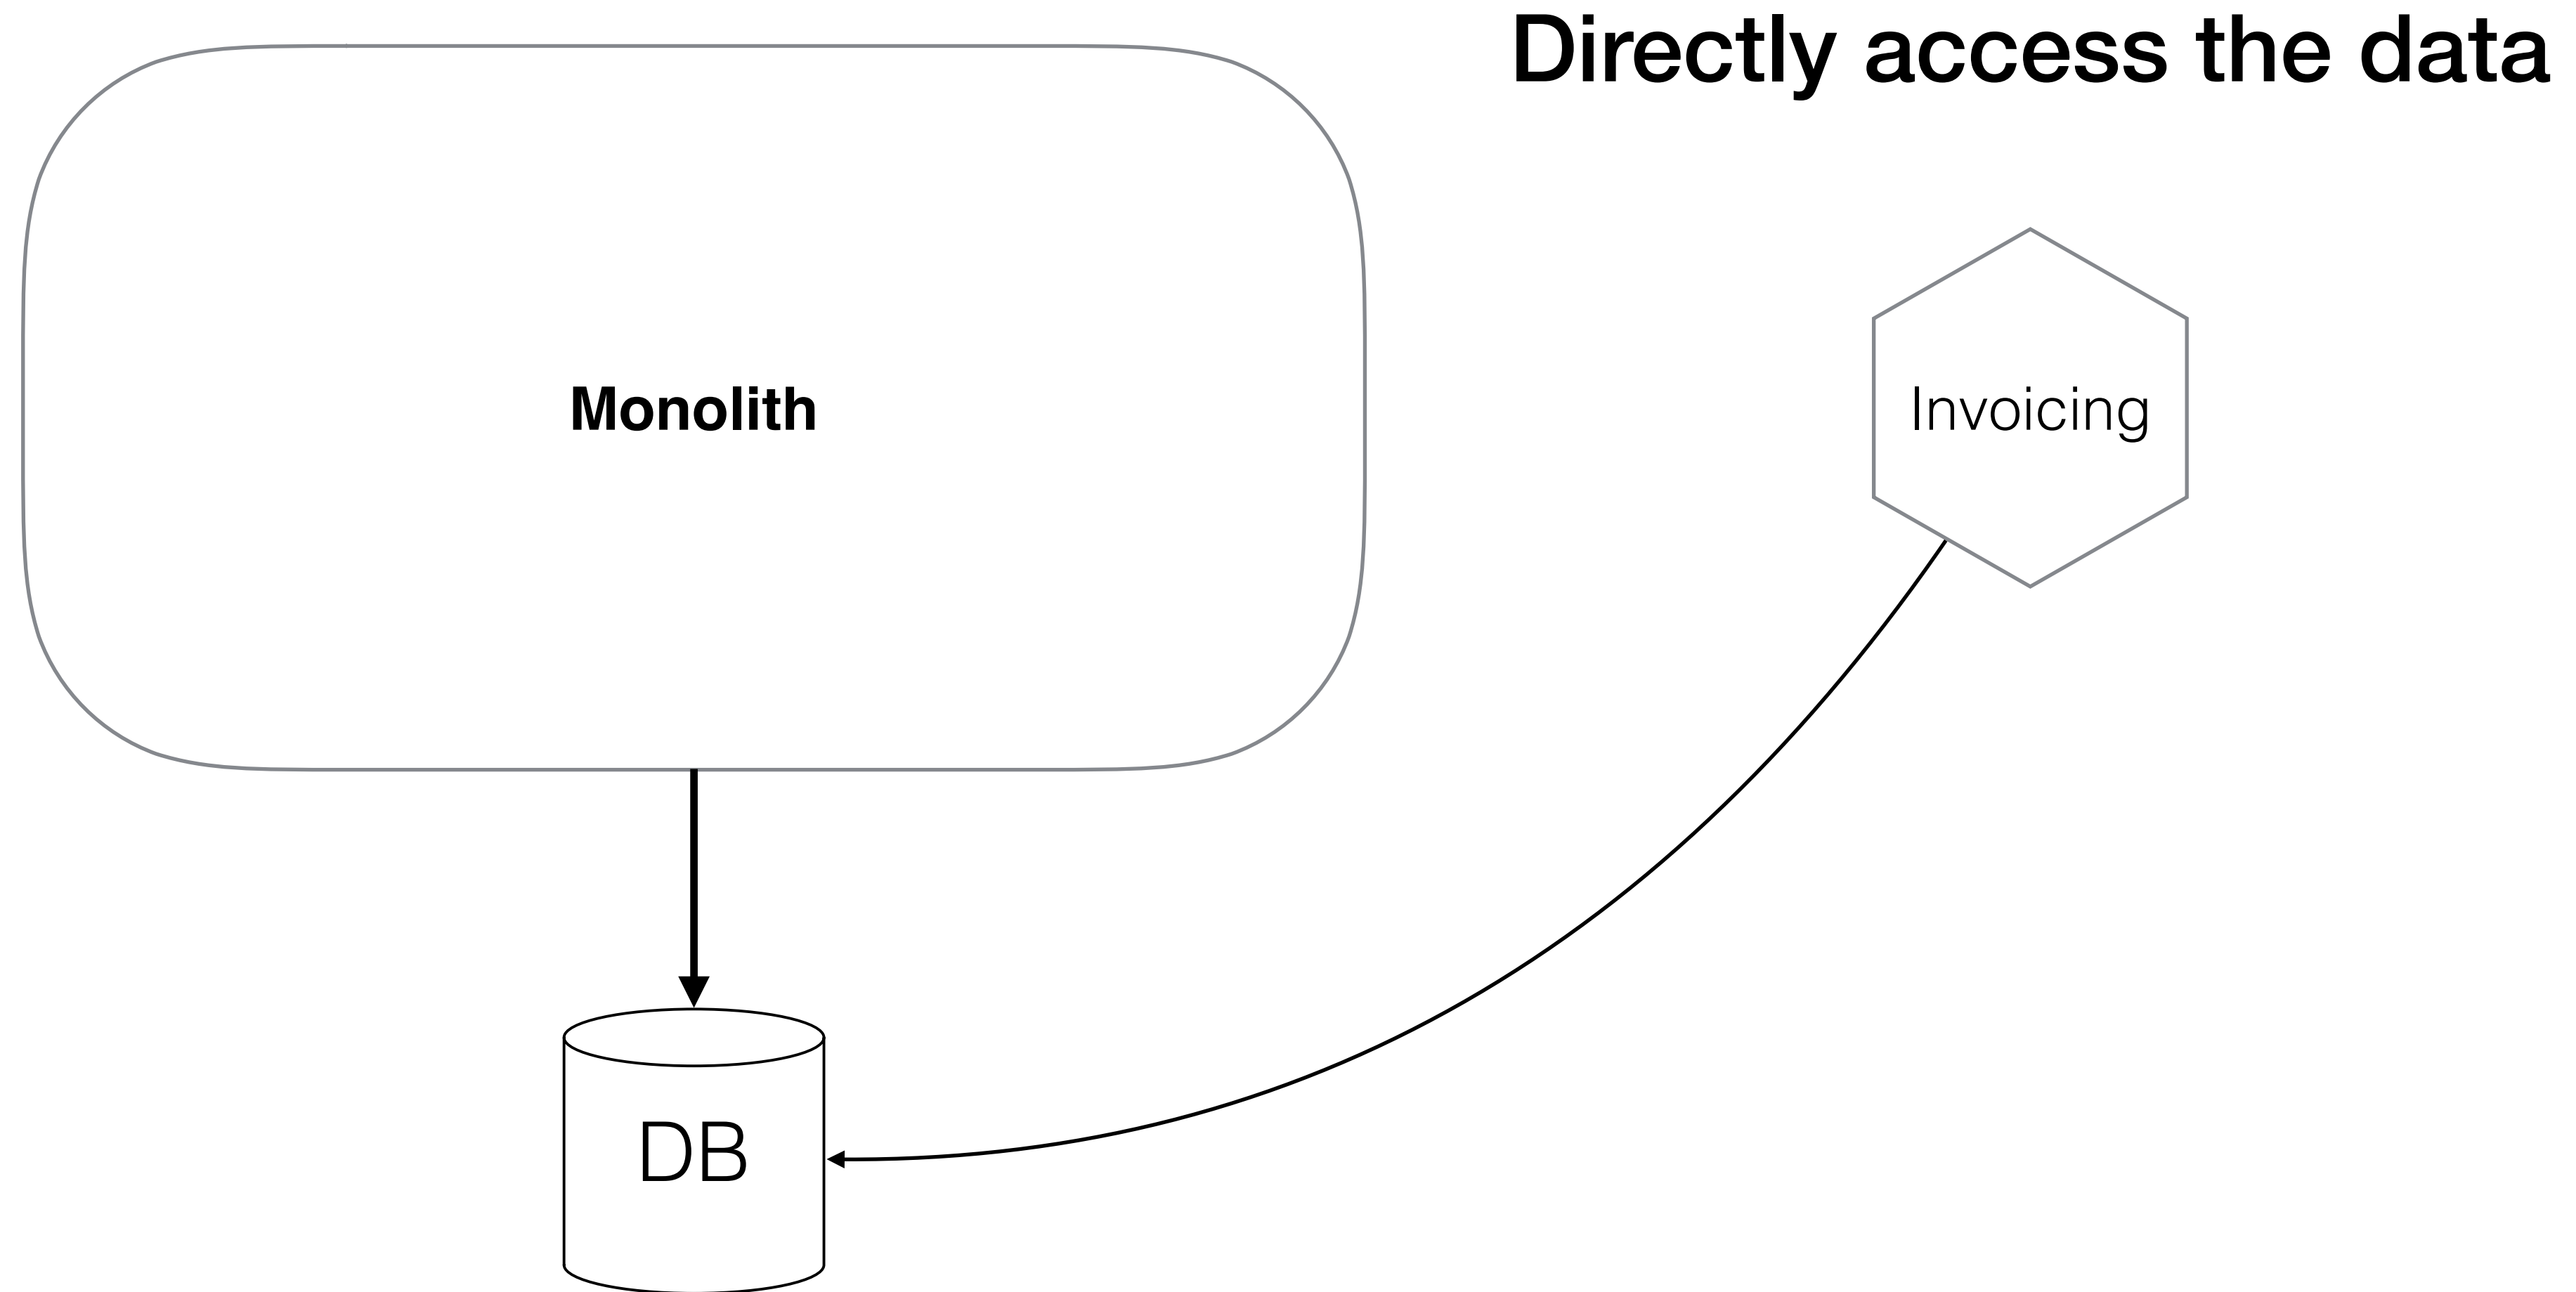 Directly access the data
Monolith
Invoicing
DB